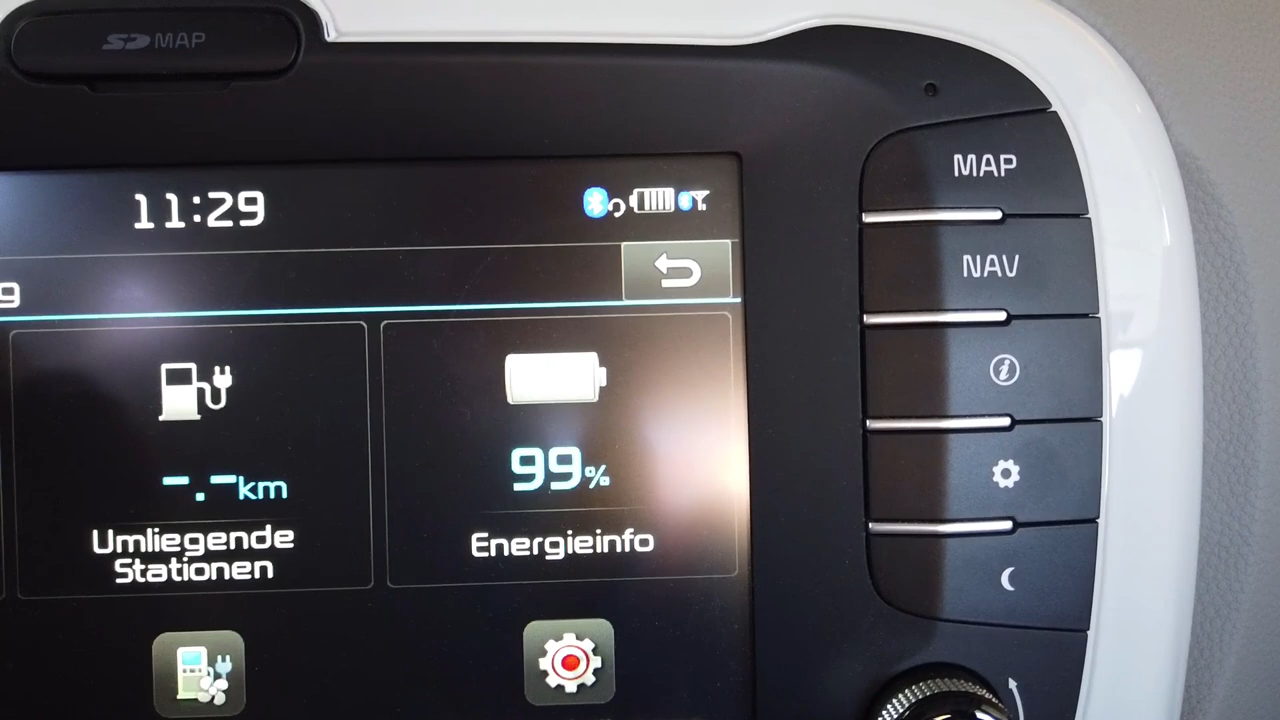 SD MAP
11:29
9
-.-km
Umliegende
Stationen
99%
Energieinfo
MAP
NAV
i